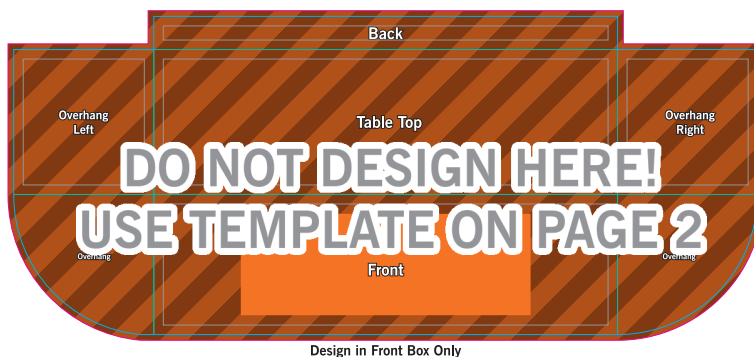 Back
Overhang
Left
Table Top
Overhang
Right
DO NOT DESIGN HERE!
USE TEMPLATE ON PAGE 2
Overhang
Overhang
Front
Design in Front Box Only